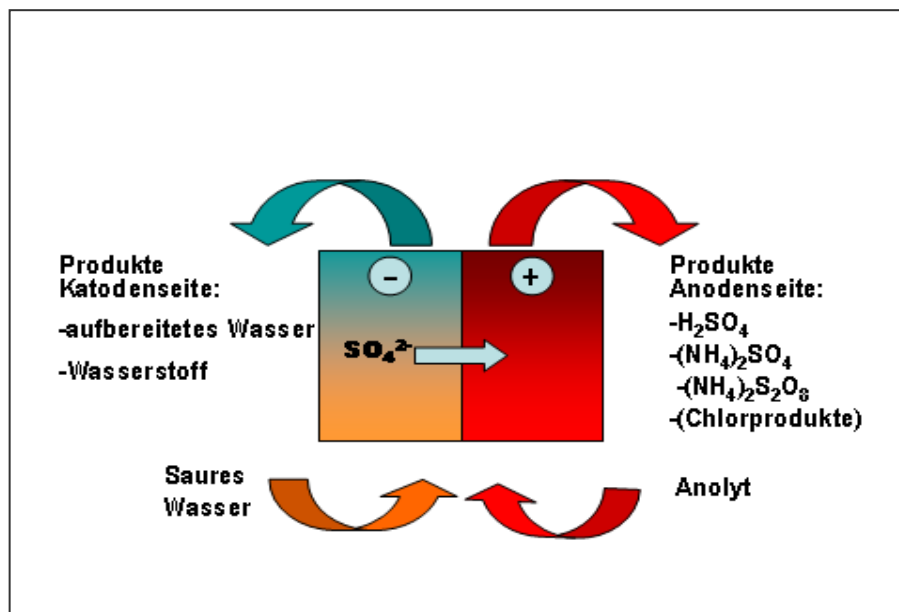 −
+
Produkte
Katodenseite:
-aufbereitetes Wasser
-Wasserstoff
SO₄²⁻
Produkte
Anodenseite:
-H₂SO₄
-(NH₄)₂SO₄
-(NH₄)₂S₂O₈
-(Chlorprodukte)
Saures
Wasser
Anolyt